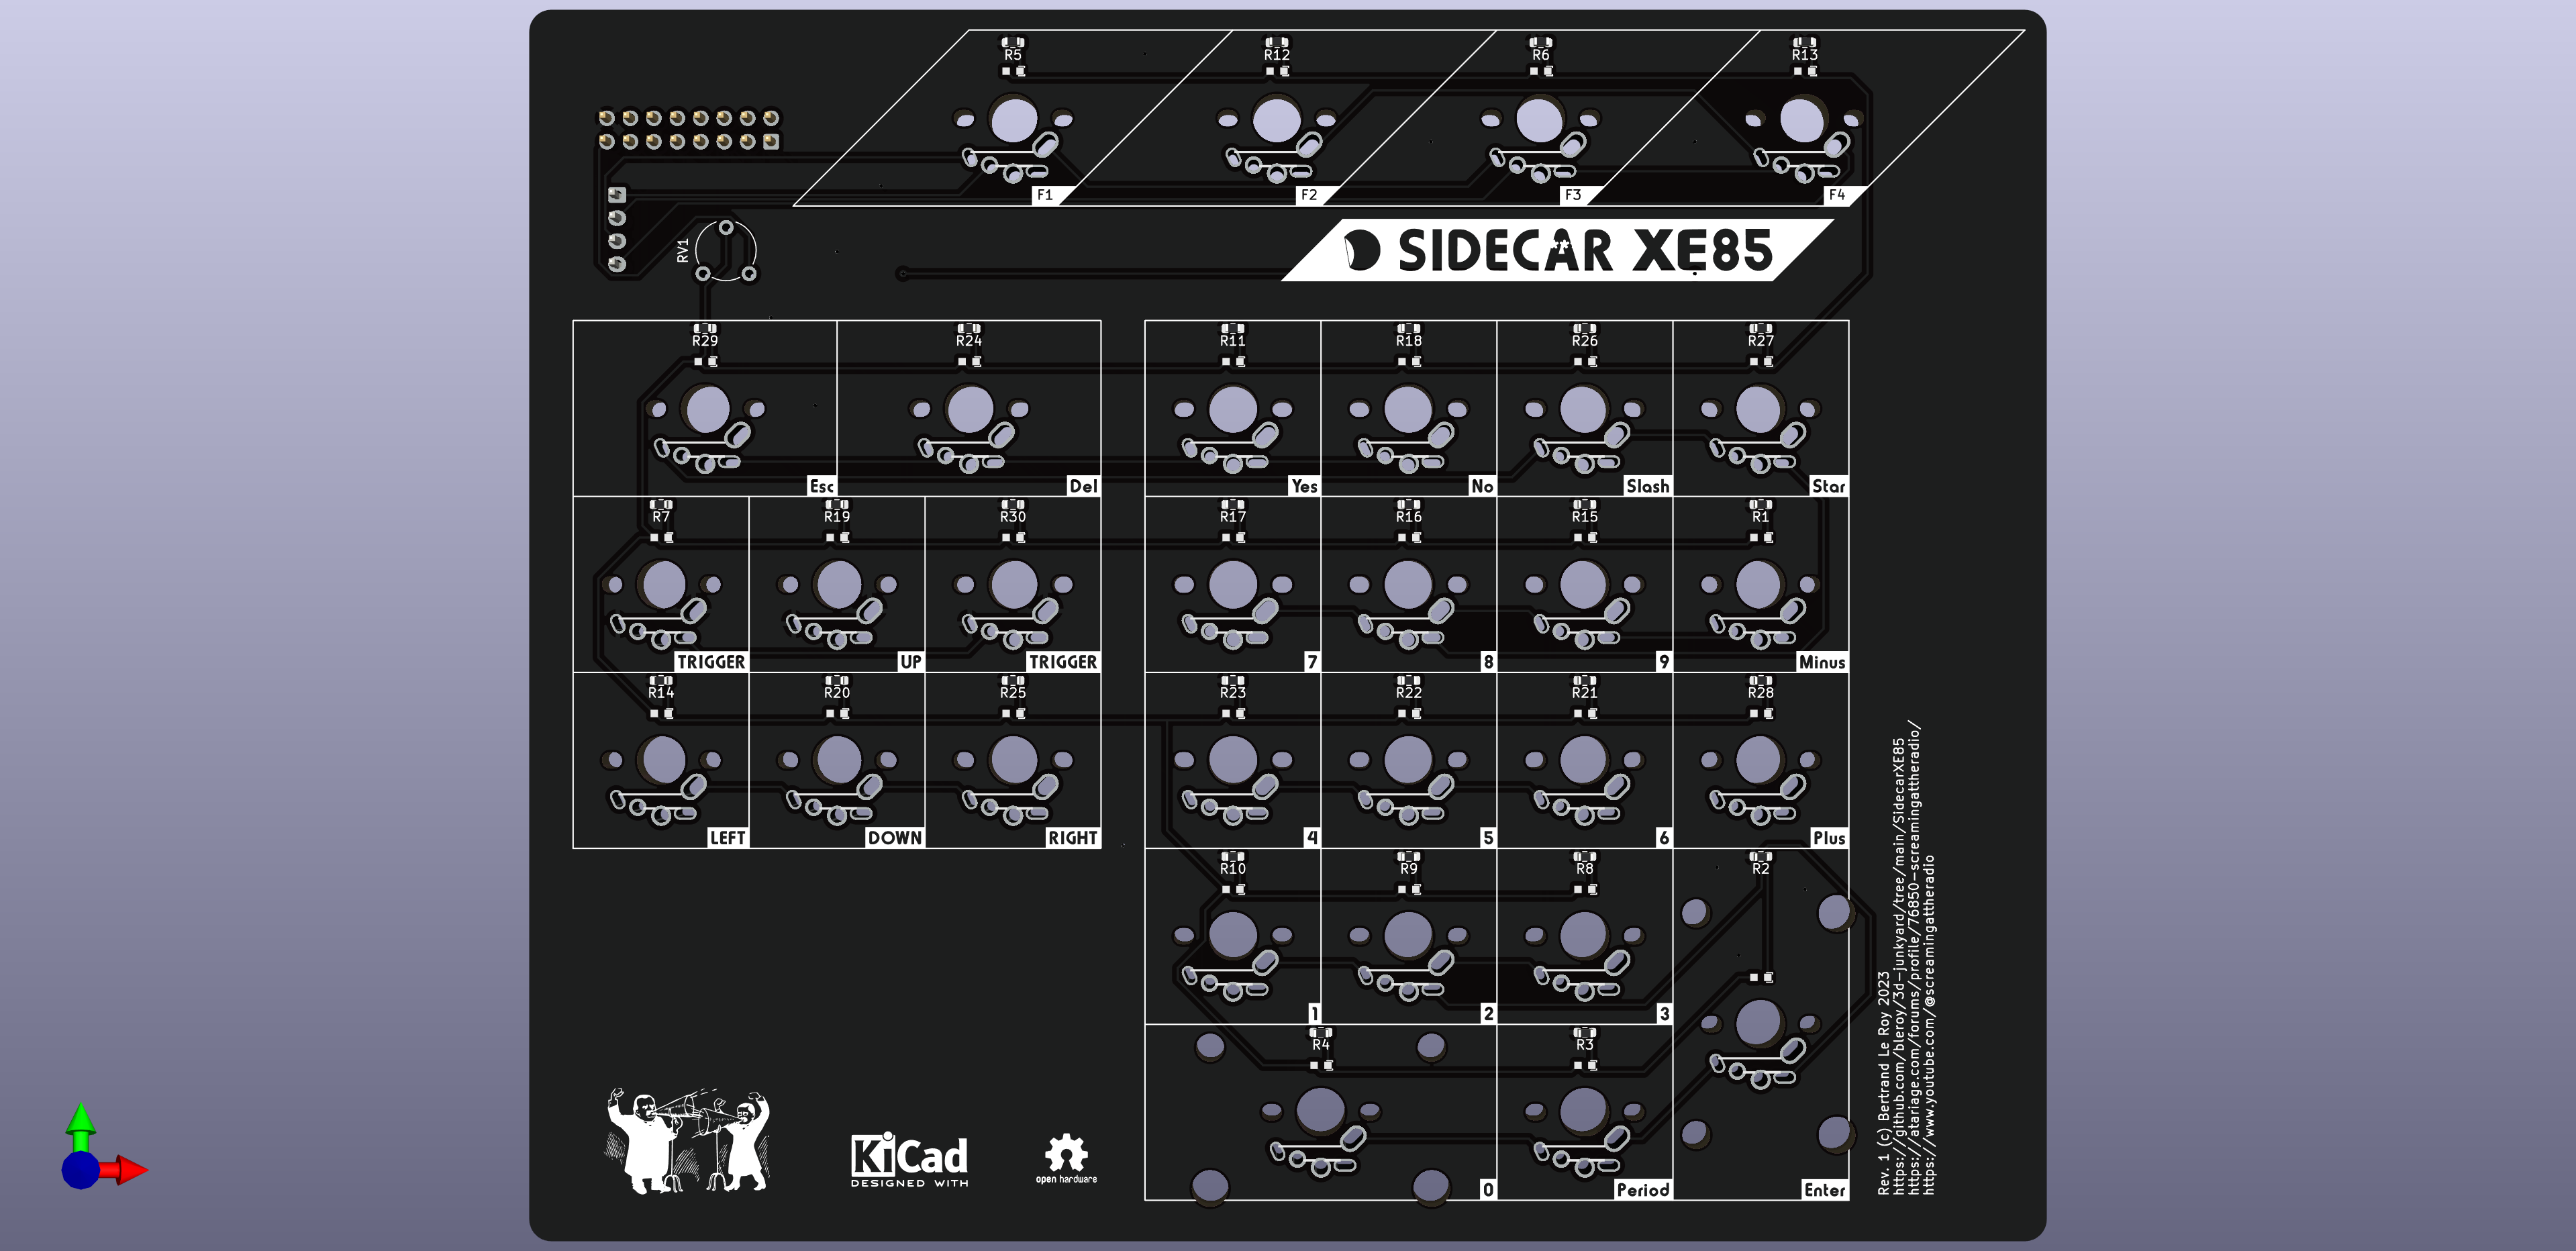 R5 R12 R6 R13
F1 F2 F3 F4
RV1
SIDECAR XE85
R29 R24 R11 R18 R26 R27
Esc Del Yes No Slash Star
R7 R19 R30 R17 R16 R15 R1
TRIGGER UP TRIGGER 7 8 9 Minus
R14 R20 R25 R23 R22 R21 R28
LEFT DOWN RIGHT 4 5 6 Plus
R10 R9 R8 R2
1 2 3
R4 R3
0 Period Enter
KiCad
DESIGNED WITH
open hardware
Rev. 1 (c) Bertrand Le Roy 2023
https://github.com/bleroy/3d-junkyard/tree/main/SidecarXE85
https://atariage.com/forums/profile/76850-screamingattheradio/
https://www.youtube.com/@screamingattheradio